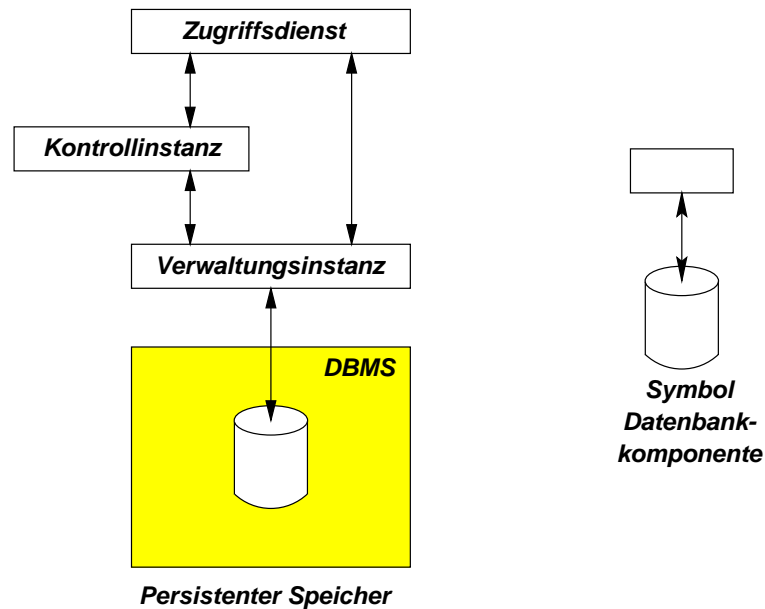 Zugriffsdienst
Kontrollinstanz
Verwaltungsinstanz
DBMS
Persistenter Speicher
Symbol
Datenbank-
komponente